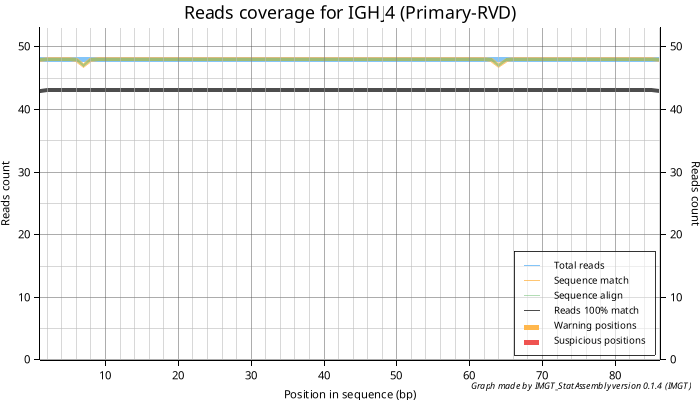 Reads coverage for IGHJ4 (Primary-RVD)
50
40
30
20
10
0
Reads count
50
40
30
20
10
0
Reads count
10 20 30 40 50 60 70 80
Position in sequence (bp)
Total reads
Sequence match
Sequence align
Reads 100% match
Warning positions
Suspicious positions
Graph made by IMGT_StatAssembly version 0.1.4 (IMGT)